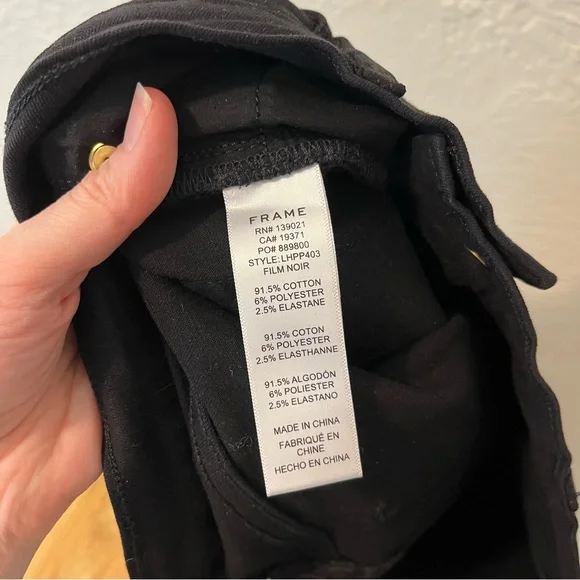 FRAME
RN# 139021
CA# 19371
PO# 889800
STYLE: LHPP403
FILM NOIR
91.5% COTTON
6% POLYESTER
2.5% ELASTANE
91.5% COTON
6% POLYESTER
2.5% ELASTHANNE
91.5% ALGODÓN
6% POLIESTER
2.5% ELASTANO
MADE IN CHINA
FABRIQUÉ EN
CHINE
HECHO EN CHINA